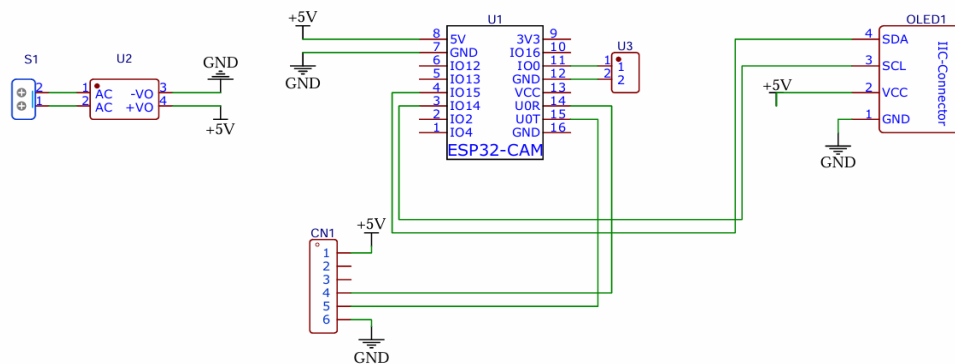 S1
2
1
U2
1 AC -VO 3
2 AC +VO 4
GND
+5V
+5V
GND
U1
8 5V 3V3 9
7 GND IO16 10
6 IO12 IO0 11
5 IO13 GND 12
4 IO15 VCC 13
3 IO14 U0R 14
2 IO2 U0T 15
1 IO4 GND 16
ESP32-CAM
U3
1 1
2 2
OLED1
4 SDA
3 SCL
2 VCC
1 GND
IIC-Connector
+5V
GND
CN1
+5V
1
2
3
4
5
6
GND